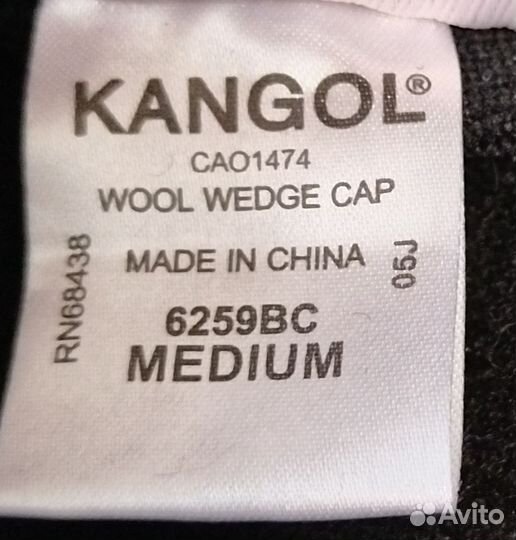 KANGOL®
CAO1474
WOOL WEDGE CAP
MADE IN CHINA
RN68438
05J
6259BC
MEDIUM
Avito